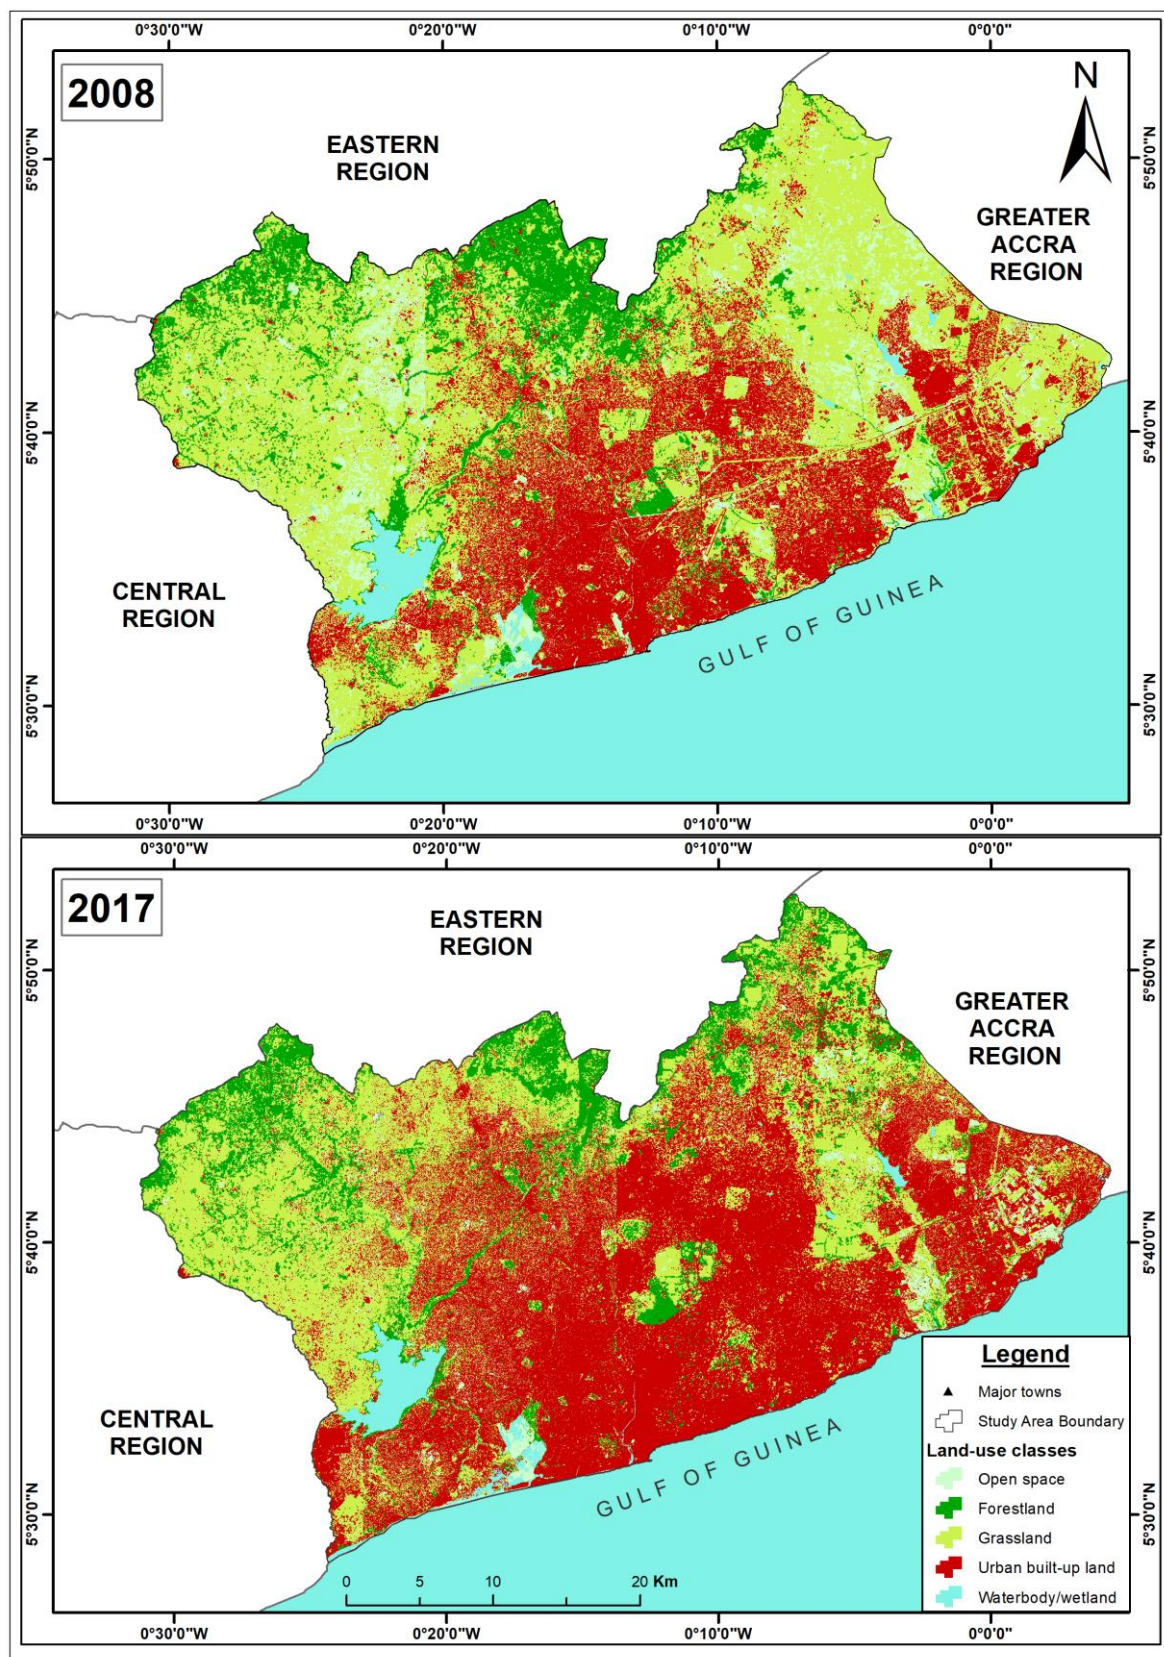 0°30'0"W 0°20'0"W 0°10'0"W 0°0'0"
2008
N
EASTERN
REGION
GREATER
ACCRA
REGION
CENTRAL
REGION
GULF OF GUINEA
5°50'0"N 5°50'0"N
5°40'0"N 5°40'0"N
5°30'0"N 5°30'0"N
0°30'0"W 0°20'0"W 0°10'0"W 0°0'0"
0°30'0"W 0°20'0"W 0°10'0"W 0°0'0"
2017
EASTERN
REGION
GREATER
ACCRA
REGION
CENTRAL
REGION
GULF OF GUINEA
5°50'0"N 5°50'0"N
5°40'0"N 5°40'0"N
5°30'0"N 5°30'0"N
Legend
Major towns
Study Area Boundary
Land-use classes
Open space
Forestland
Grassland
Urban built-up land
Waterbody/wetland
0 5 10 20 Km
0°30'0"W 0°20'0"W 0°10'0"W 0°0'0"